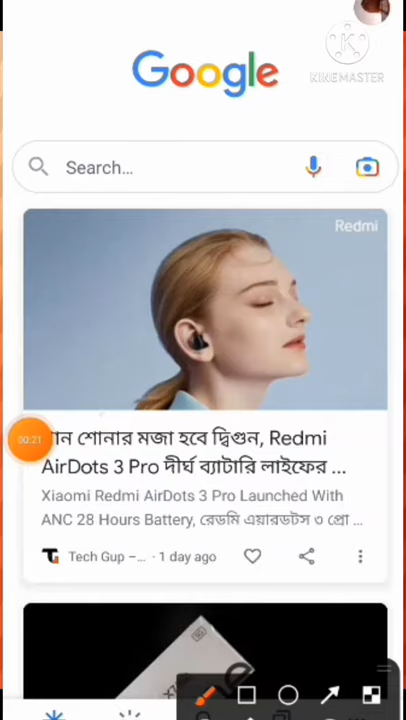 KINEMASTER
Google
Search...
Redmi
00:21
শোনার মজা হবে দ্বিগুন, Redmi
AirDots 3 Pro দীর্ঘ ব্যাটারি লাইফের ...
Xiaomi Redmi AirDots 3 Pro Launched With
ANC 28 Hours Battery, রেডমি এয়ারডটস ৩ প্রো ...
Tech Gup –... · 1 day ago